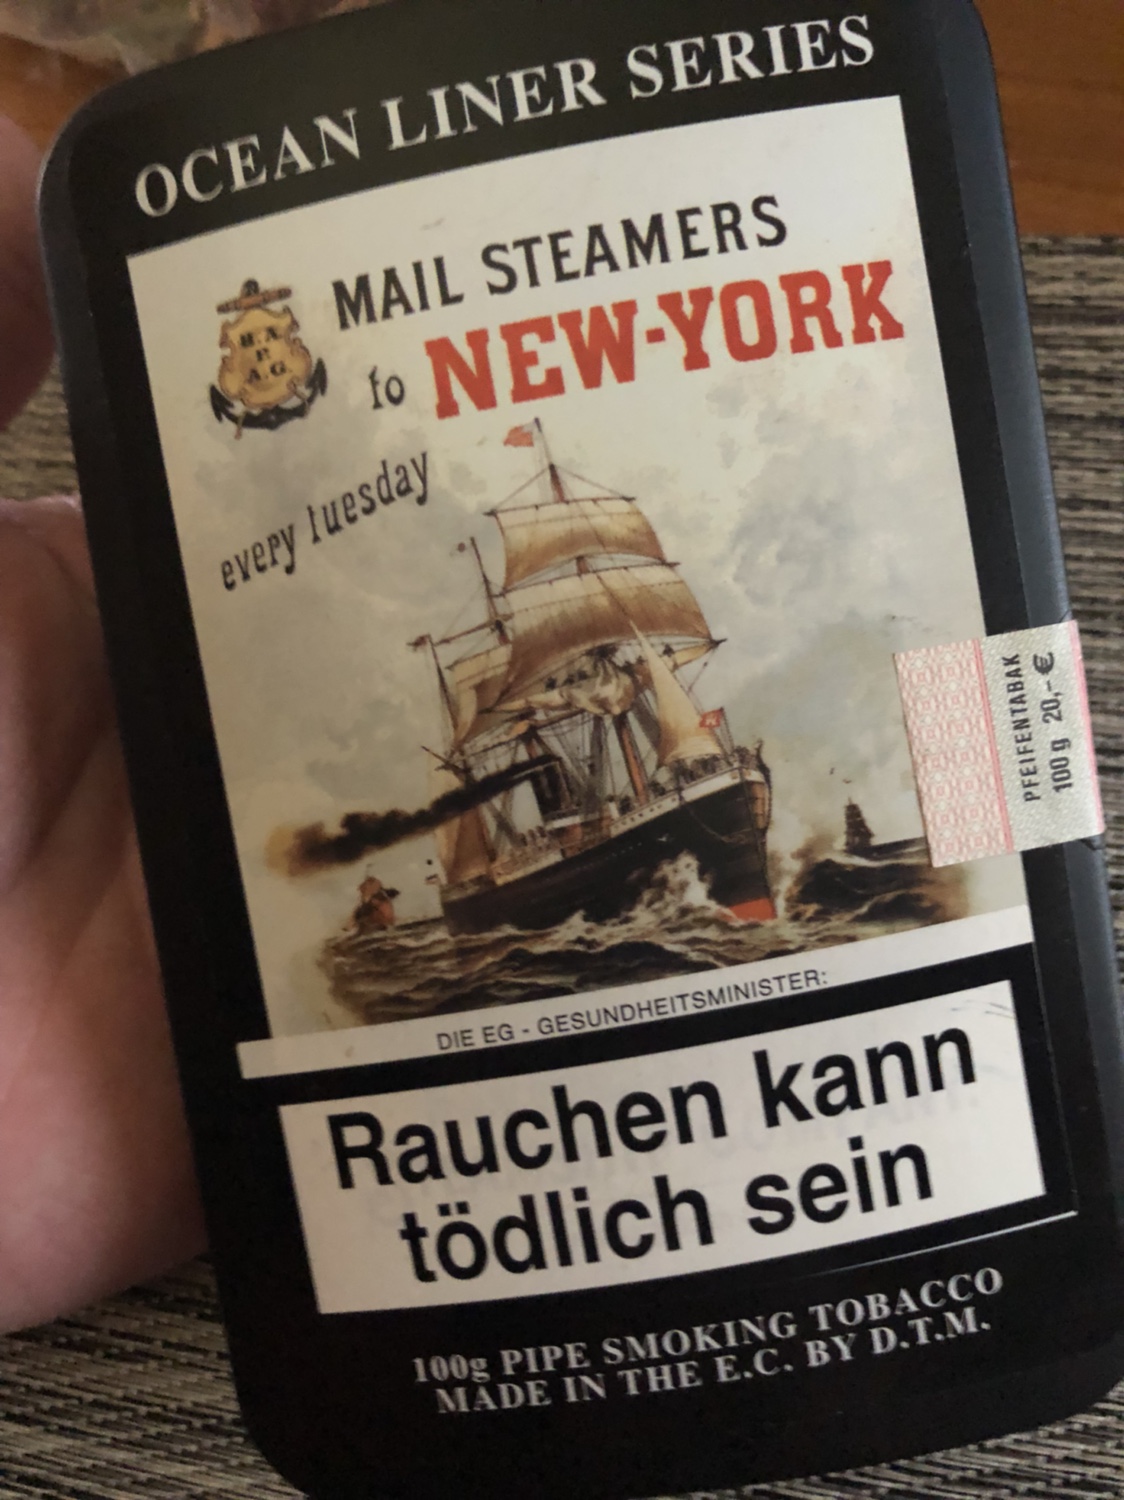 OCEAN LINER SERIES
MAIL STEAMERS
to NEW-YORK
H.A.
P.
A.G.
every tuesday
PFEIFENTABAK
100 g 20,- €
DIE EG - GESUNDHEITSMINISTER:
Rauchen kann
tödlich sein
100g PIPE SMOKING TOBACCO
MADE IN THE E.C. BY D.T.M.